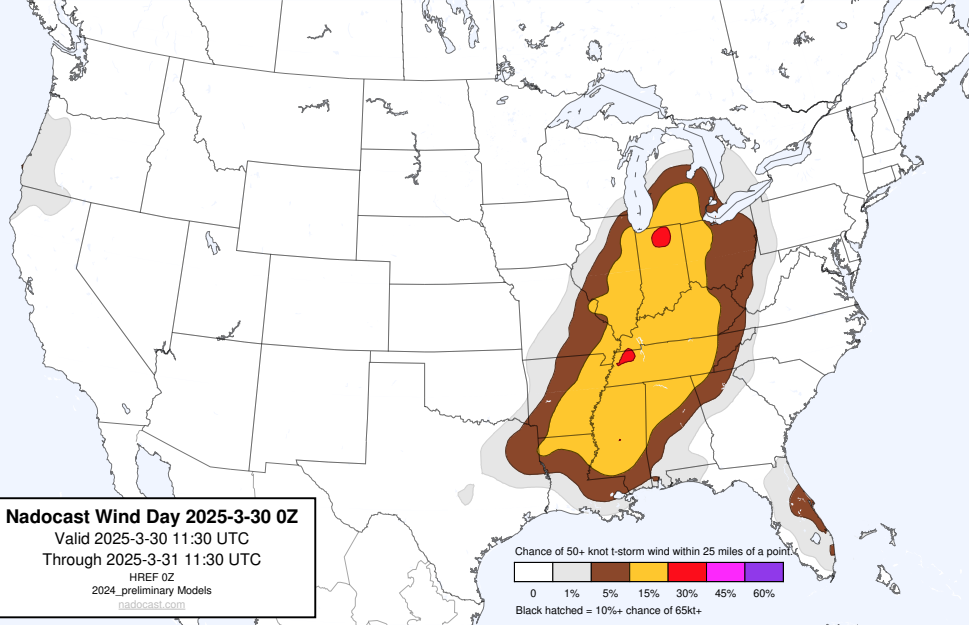 Nadocast Wind Day 2025-3-30 0Z
Valid 2025-3-30 11:30 UTC
Through 2025-3-31 11:30 UTC
HREF 0Z
2024_preliminary Models
nadocast.com
Chance of 50+ knot t-storm wind within 25 miles of a point.
0 1% 5% 15% 30% 45% 60%
Black hatched = 10%+ chance of 65kt+